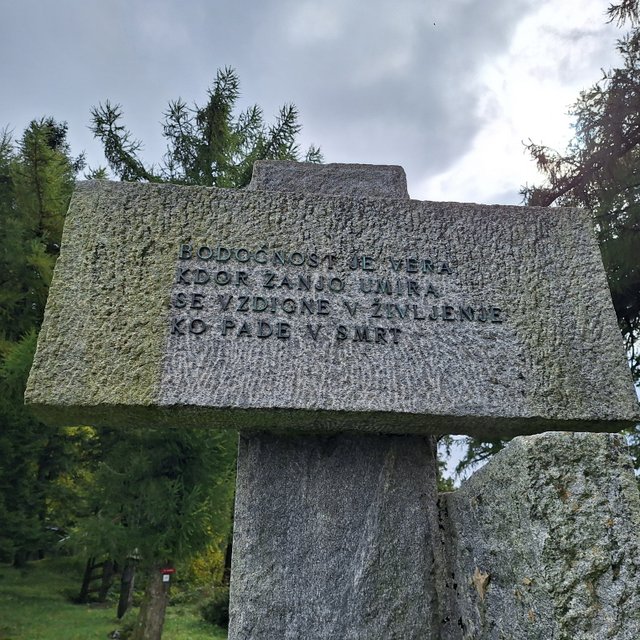 BODOČNOST JE VERA
KDOR ZANJO UMIRA,
SE VZDIGNE V ŽIVLJENJE,
KO PADE V SMRT